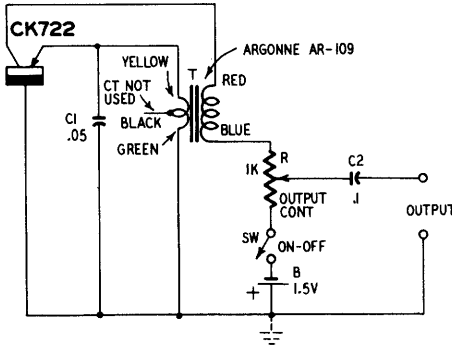 CK722
YELLOW
T
ARGONNE AR-109
CT NOT
USED
RED
C1
.05
BLACK
BLUE
GREEN
R
1K
C2
.1
OUTPUT
CONT
OUTPUT
SW
ON-OFF
B
+
1.5V